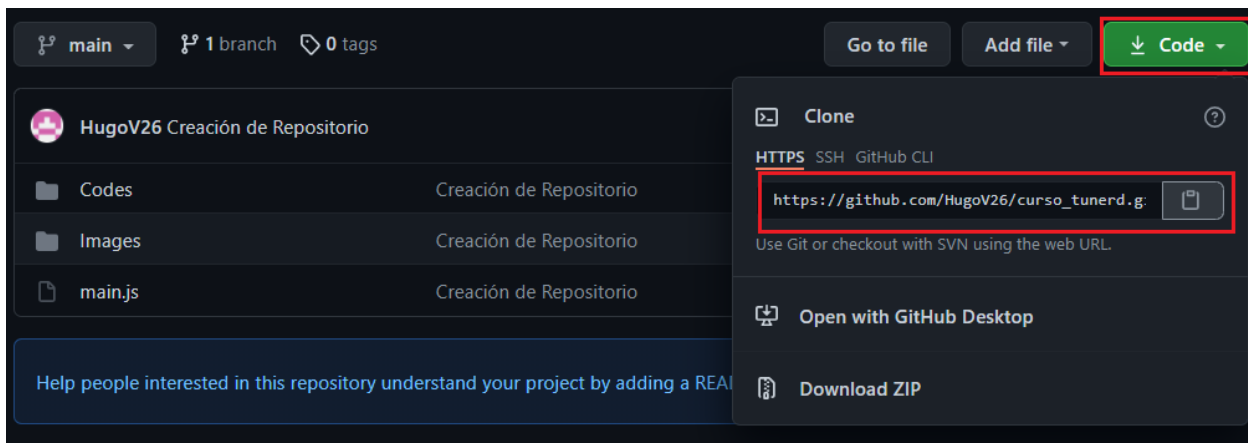 main 1 branch 0 tags Go to file Add file Code
HugoV26 Creación de Repositorio
Codes Creación de Repositorio
Images Creación de Repositorio
main.js Creación de Repositorio
Help people interested in this repository understand your project by adding a
Clone
HTTPS SSH GitHub CLI
https://github.com/HugoV26/curso_tunerd.g
Use Git or checkout with SVN using the web URL.
Open with GitHub Desktop
Download ZIP